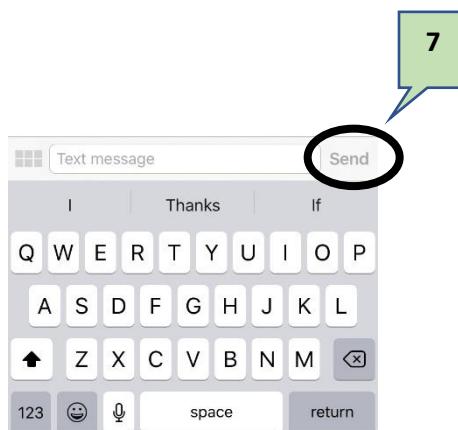 7
Text message Send
I Thanks If
Q W E R T Y U I O P
A S D F G H J K L
Z X C V B N M
123 space return